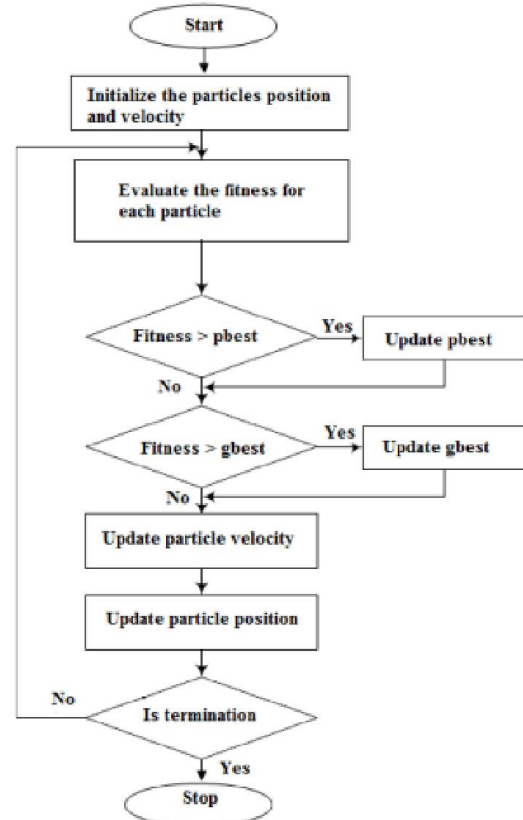 Start
Initialize the particles position
and velocity
Evaluate the fitness for
each particle
Fitness > pbest
Yes
Update pbest
No
Fitness > gbest
Yes
Update gbest
No
Update particle velocity
Update particle position
No
Is termination
Yes
Stop